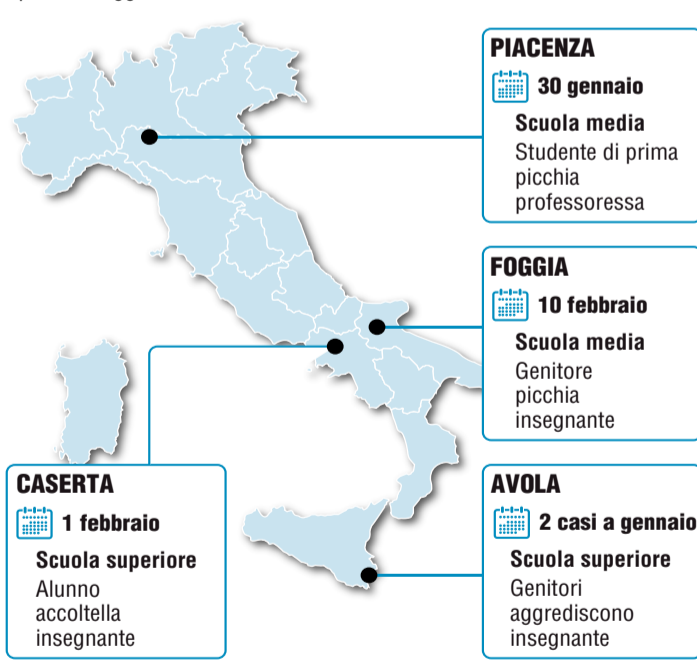 PIACENZA
30 gennaio
Scuola media
Studente di prima
picchia
professoressa
FOGGIA
10 febbraio
Scuola media
Genitore
picchia
insegnante
CASERTA
1 febbraio
Scuola superiore
Alunno
accoltella
insegnante
AVOLA
2 casi a gennaio
Scuola superiore
Genitori
aggrediscono
insegnante